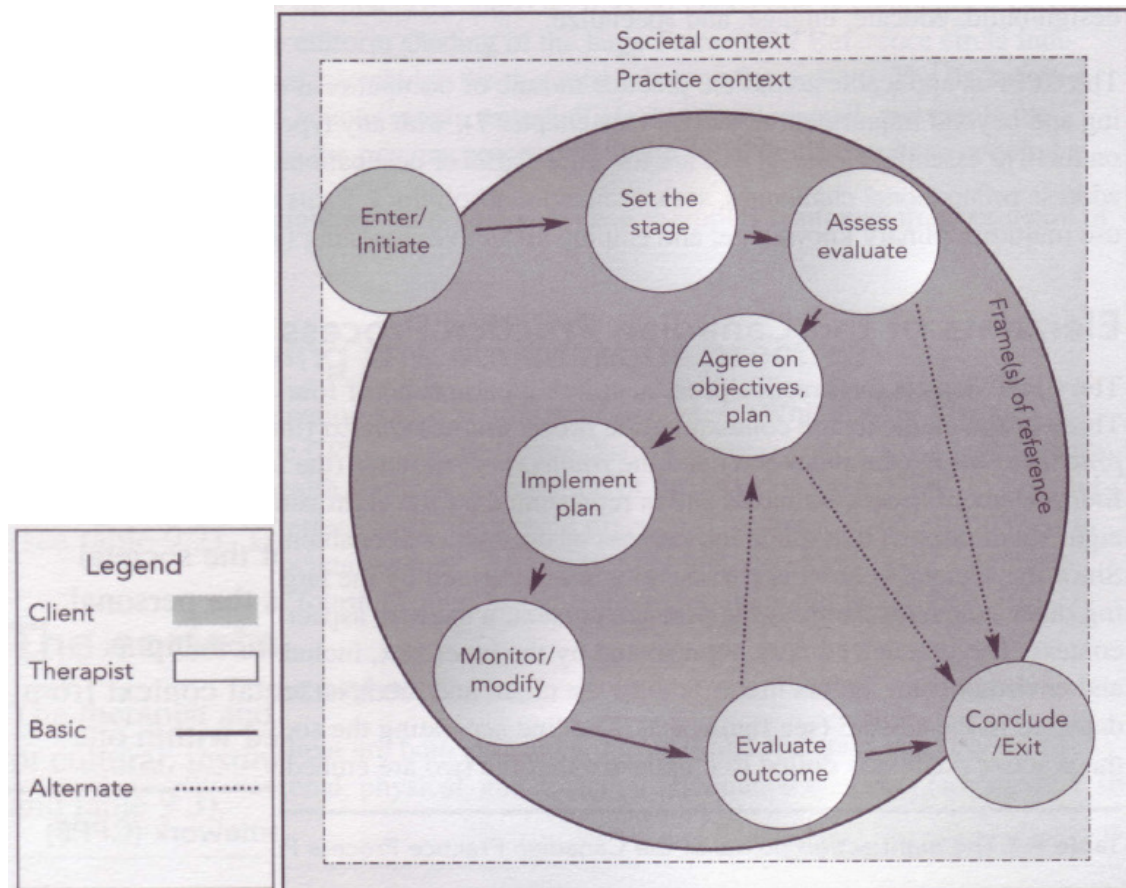 Societal context
Practice context
Enter/
Initiate
Set the
stage
Assess
evaluate
Frame(s) of reference
Agree on
objectives,
plan
Implement
plan
Monitor/
modify
Evaluate
outcome
Conclude
/Exit
Legend
Client
Therapist
Basic
Alternate